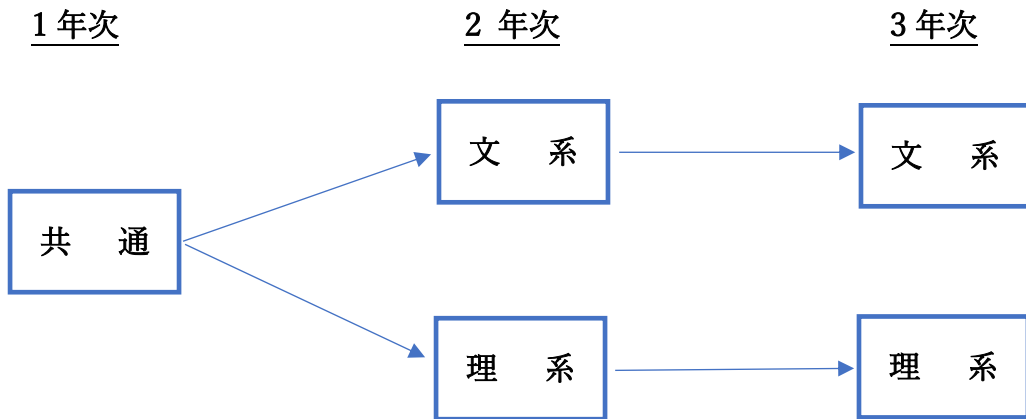 1 年次 2 年次 3 年次
文 系 文 系
共 通
理 系 理 系